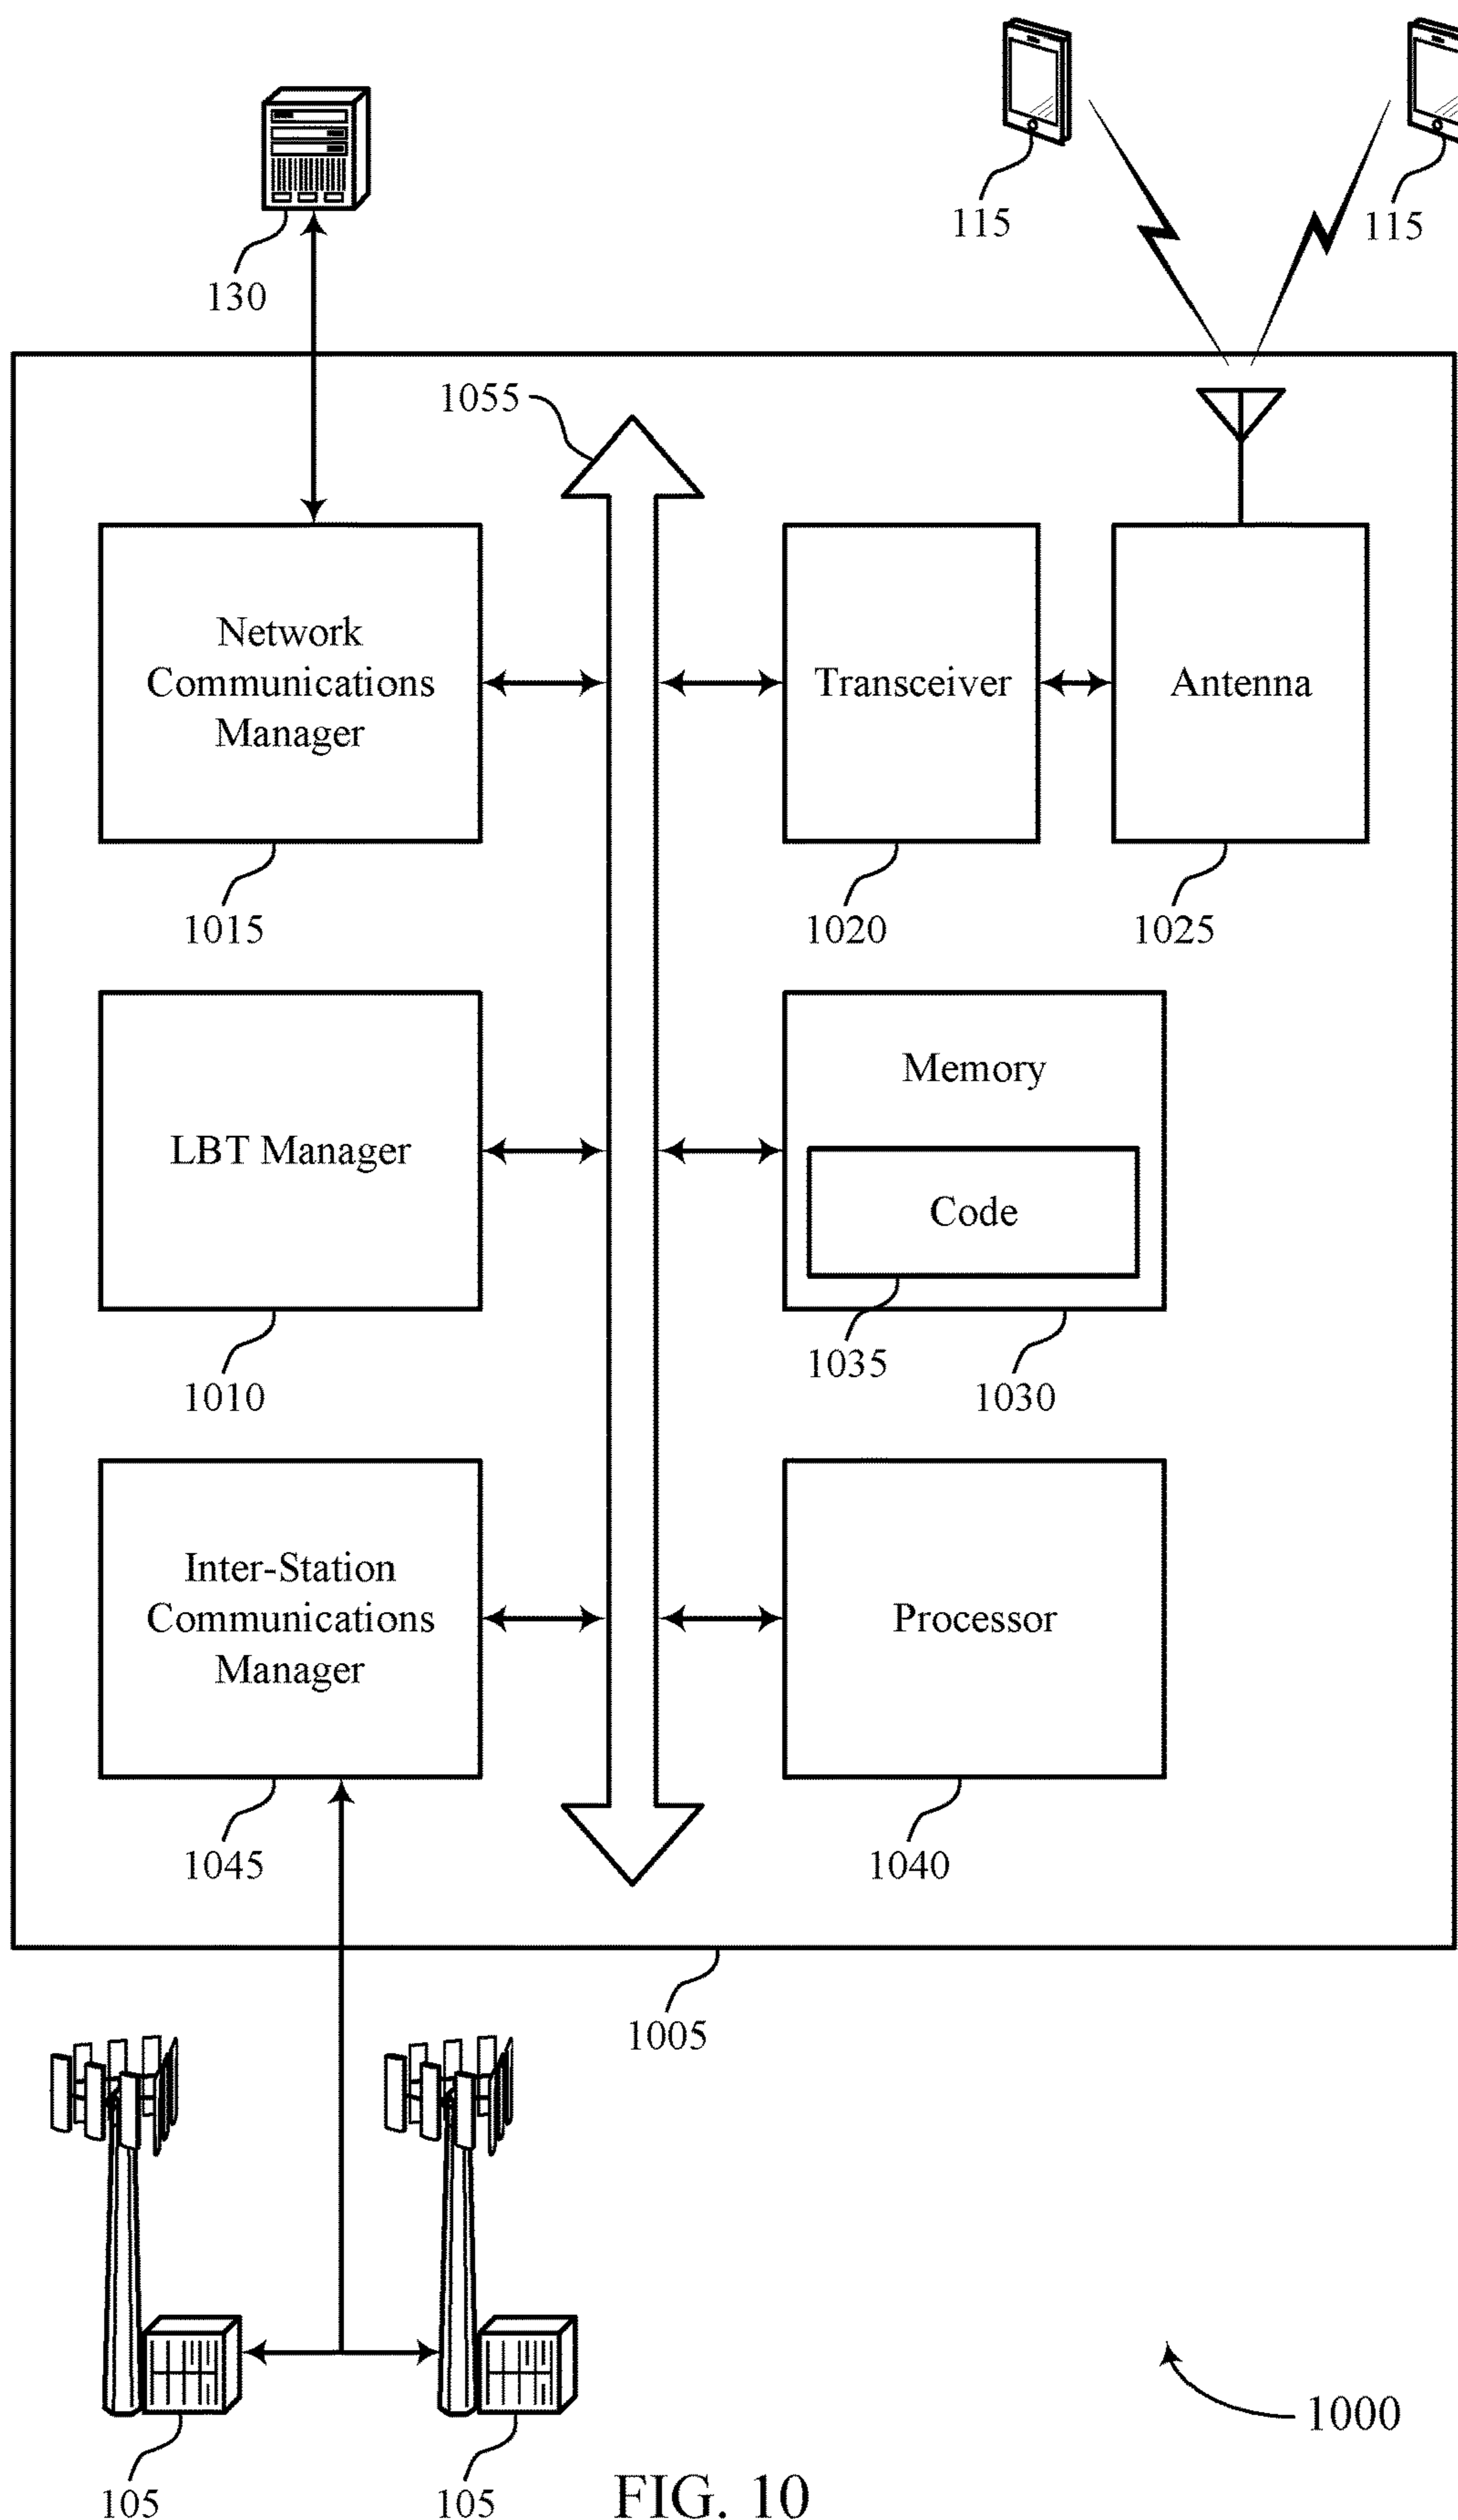 115
115
130
1055
Network
Communications
Manager
Transceiver
Antenna
1015
1020
1025
LBT Manager
Memory
Code
1035
1010
1030
Inter-Station
Communications
Manager
Processor
1045
1040
1005
1000
105
105
FIG. 10